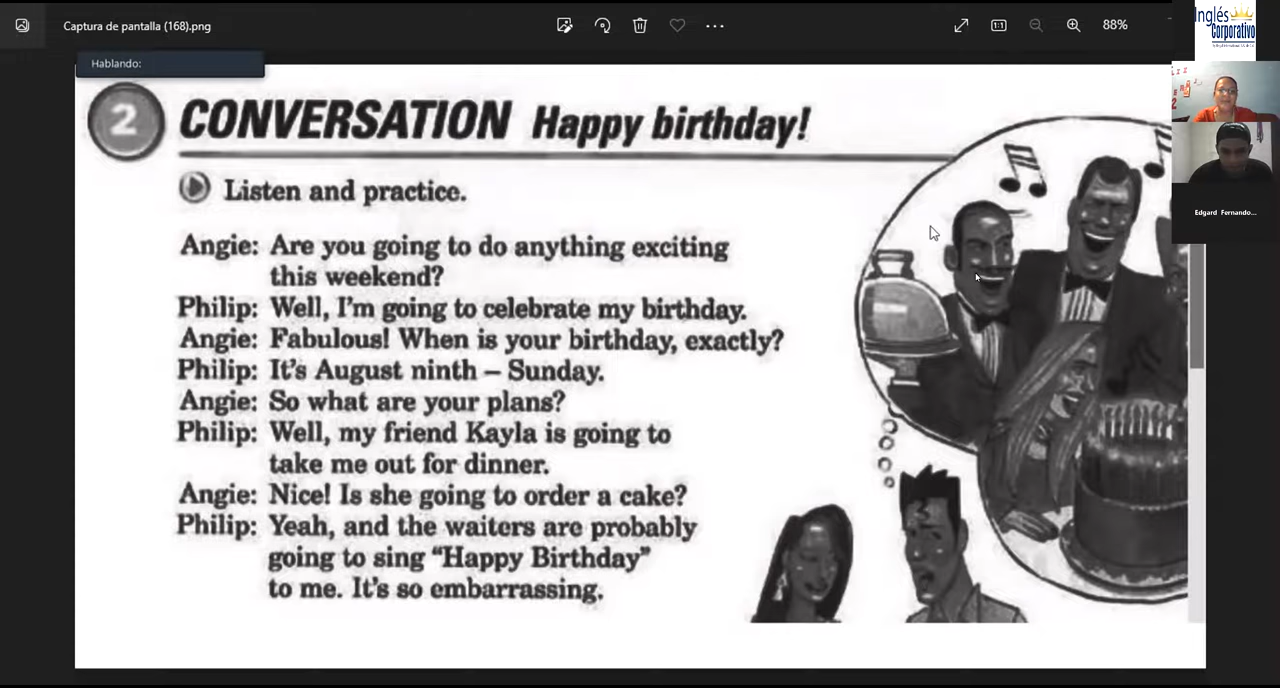 Captura de pantalla (168).png
88%
Inglés
Corporativo
Hablando:
2 CONVERSATION Happy birthday!
Listen and practice.
Angie: Are you going to do anything exciting
this weekend?
Philip: Well, I'm going to celebrate my birthday.
Angie: Fabulous! When is your birthday, exactly?
Philip: It's August ninth – Sunday.
Angie: So what are your plans?
Philip: Well, my friend Kayla is going to
take me out for dinner.
Angie: Nice! Is she going to order a cake?
Philip: Yeah, and the waiters are probably
going to sing "Happy Birthday"
to me. It's so embarrassing.
Edgard Fernando...